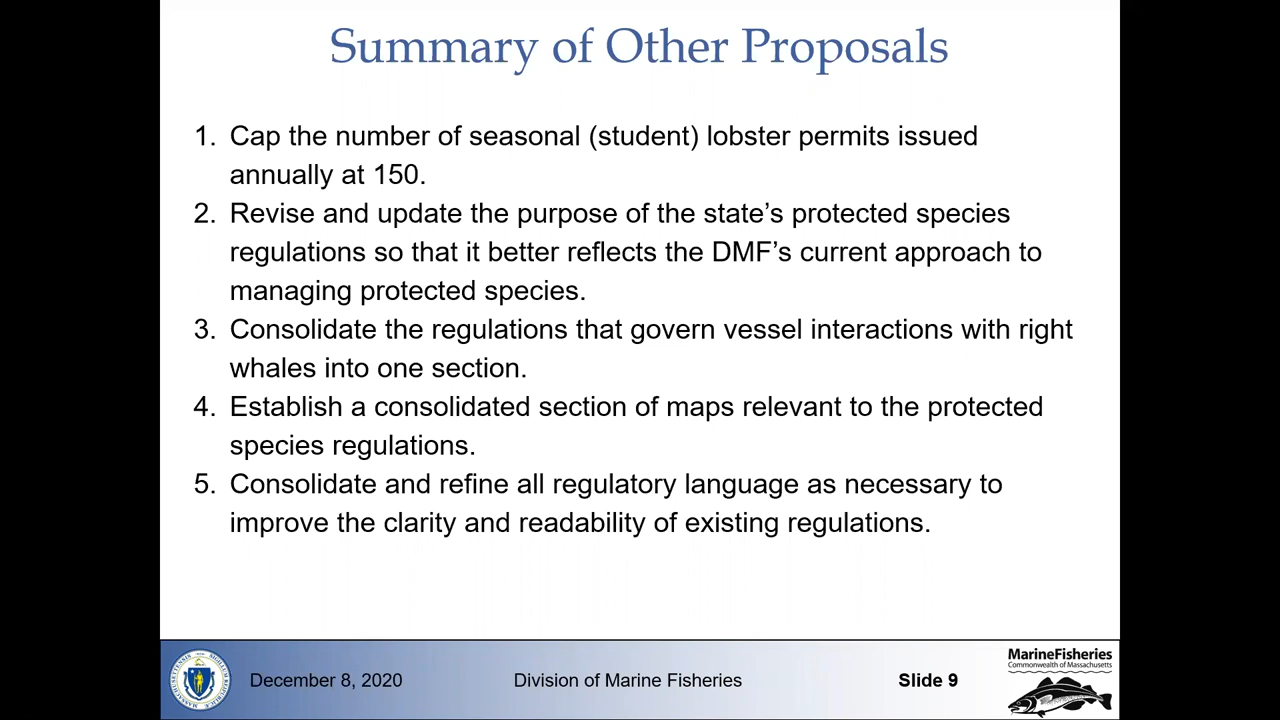 Summary of Other Proposals
1. Cap the number of seasonal (student) lobster permits issued
annually at 150.
2. Revise and update the purpose of the state’s protected species
regulations so that it better reflects the DMF’s current approach to
managing protected species.
3. Consolidate the regulations that govern vessel interactions with right
whales into one section.
4. Establish a consolidated section of maps relevant to the protected
species regulations.
5. Consolidate and refine all regulatory language as necessary to
improve the clarity and readability of existing regulations.
December 8, 2020
Division of Marine Fisheries
Slide 9
MarineFisheries
Commonwealth of Massachusetts